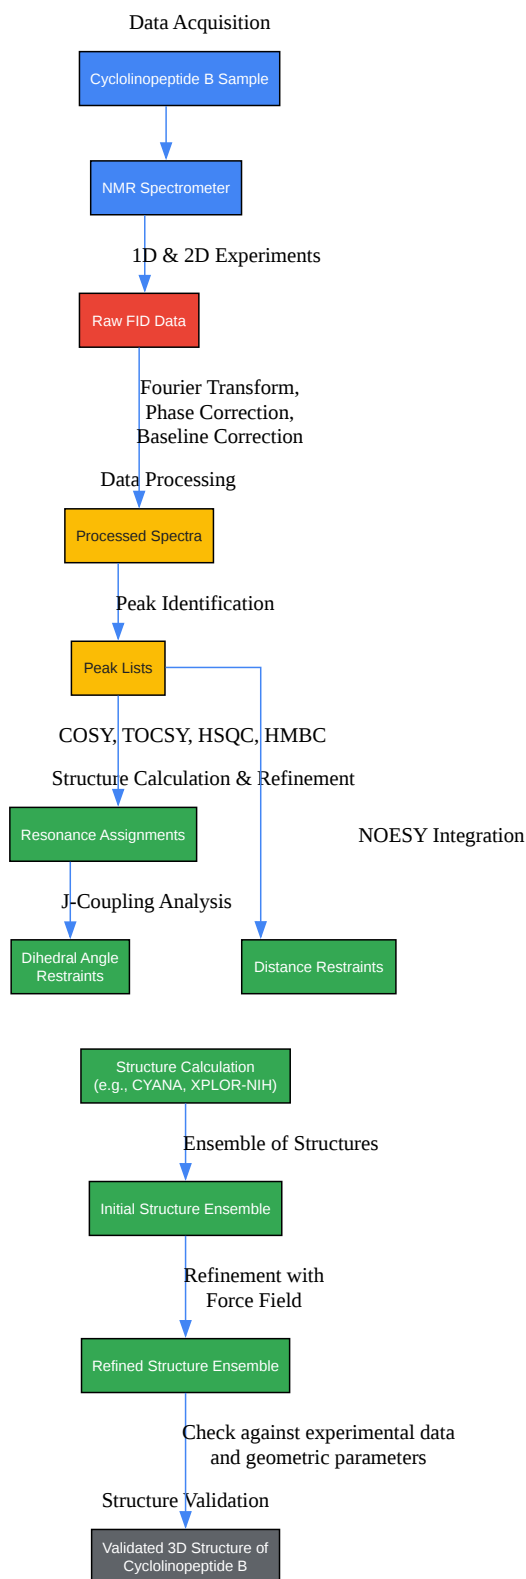 Data Acquisition
Cyclolinopeptide B Sample
NMR Spectrometer
1D & 2D Experiments
Raw FID Data
Fourier Transform,
Phase Correction,
Baseline Correction
Data Processing
Processed Spectra
Peak Identification
Peak Lists
COSY, TOCSY, HSQC, HMBC
Structure Calculation & Refinement
Resonance Assignments
NOESY Integration
J-Coupling Analysis
Dihedral Angle
Restraints
Distance Restraints
Structure Calculation
(e.g., CYANA, XPLOR-NIH)
Ensemble of Structures
Initial Structure Ensemble
Refinement with
Force Field
Refined Structure Ensemble
Check against experimental data
and geometric parameters
Structure Validation
Validated 3D Structure of
Cyclolinopeptide B